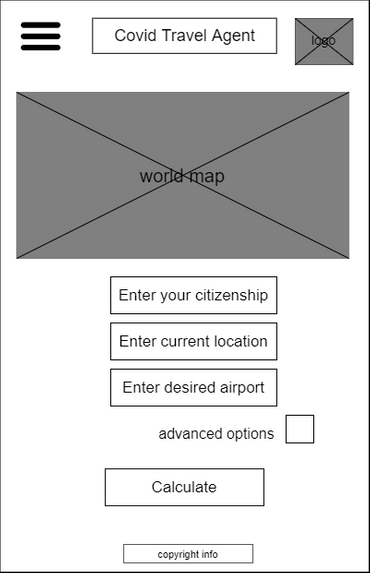 Covid Travel Agent
logo
world map
Enter your citizenship
Enter current location
Enter desired airport
advanced options
Calculate
copyright info